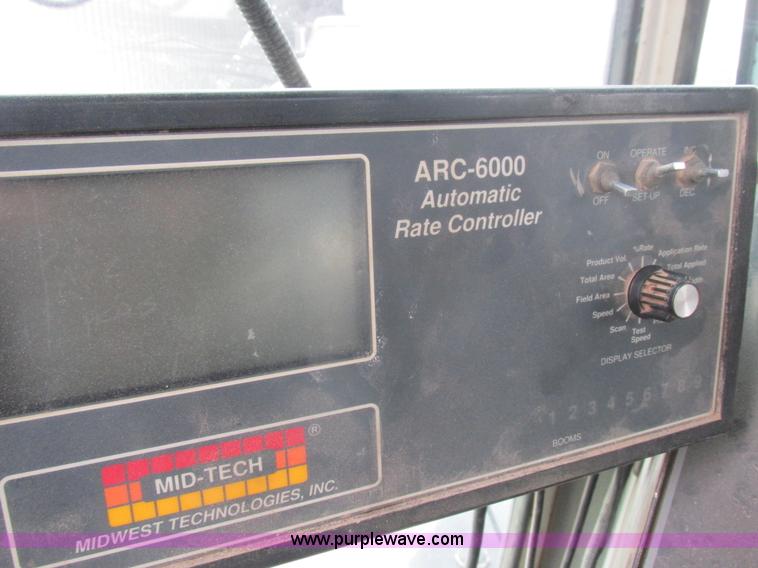 ARC-6000
Automatic
Rate Controller
ON OPERATE INC
OFF SET-UP DEC
%Rate
Product Vol. Application Rate
Total Area Total Applied
Field Area
Speed
Scan Test
Speed
DISPLAY SELECTOR
1 2 3 4 5 6 7 8 9
BOOMS
®
MID-TECH
MIDWEST TECHNOLOGIES, INC.
www.purplewave.com